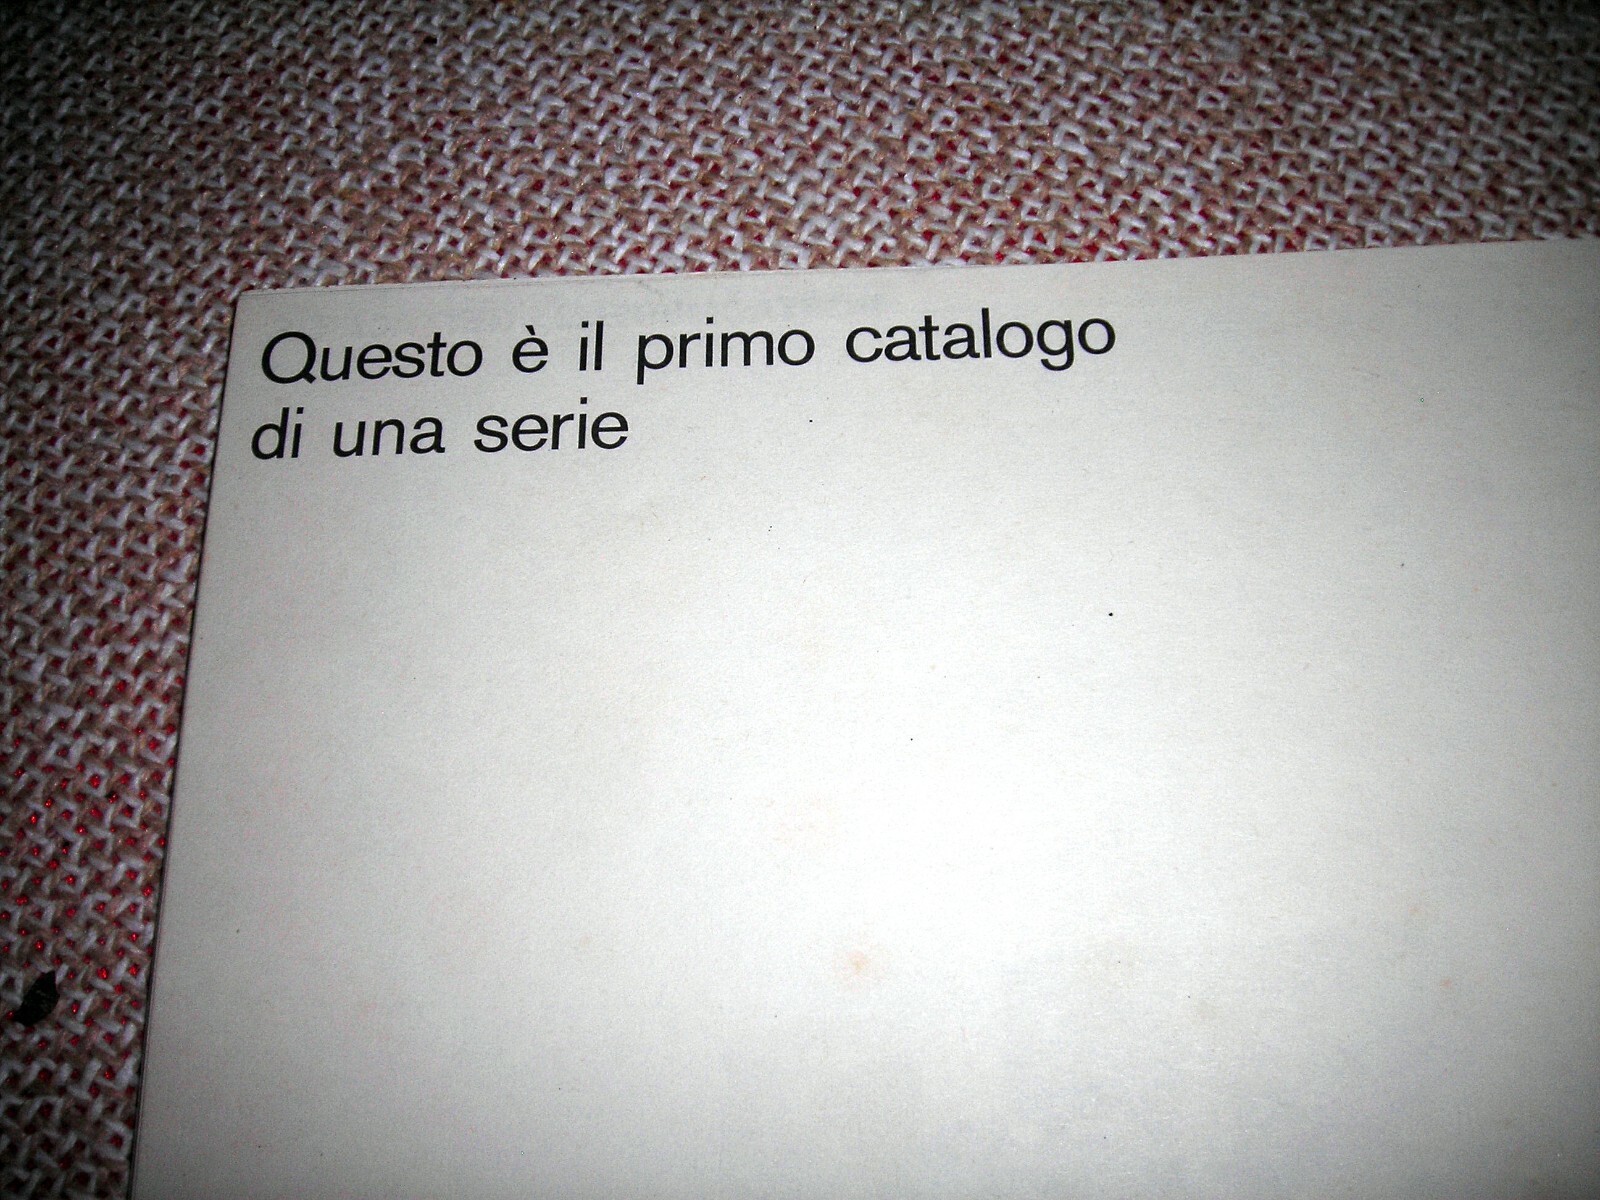 Questo è il primo catalogo
di una serie